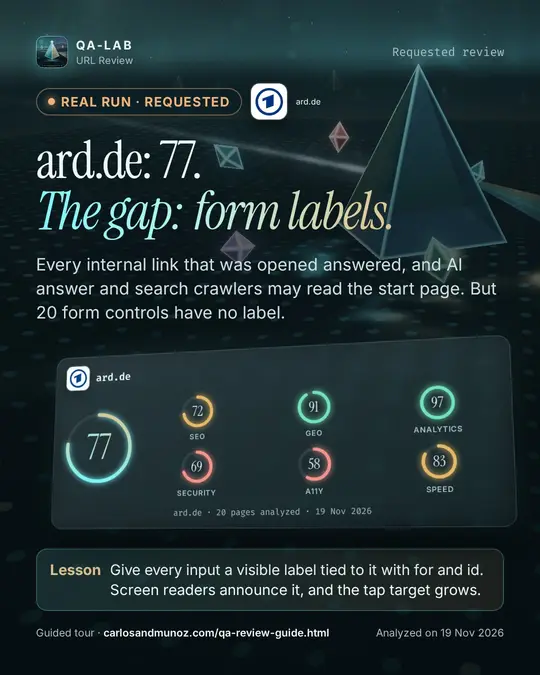 QA-LAB
URL Review
Requested review
REAL RUN · REQUESTED
ard.de
ard.de: 77.
The gap: form labels.
Every internal link that was opened answered, and AI
answer and search crawlers may read the start page. But
20 form controls have no label.
ard.de
77
72
SEO
91
GEO
97
ANALYTICS
69
SECURITY
58
A11Y
83
SPEED
ard.de · 20 pages analyzed · 19 Nov 2026
Lesson
Give every input a visible label tied to it with for and id.
Screen readers announce it, and the tap target grows.
Guided tour · carlosandmunoz.com/qa-review-guide.html
Analyzed on 19 Nov 2026